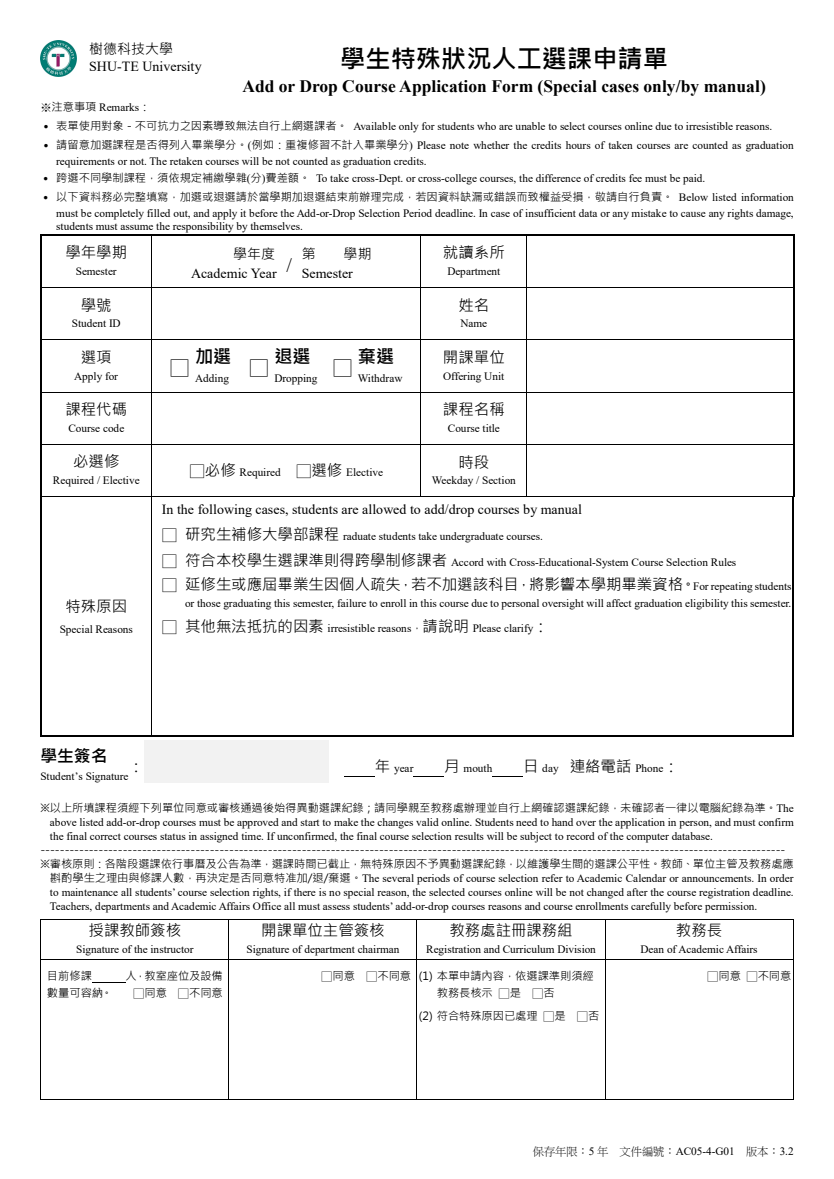 樹德科技大學
SHU-TE University
學生特殊狀況人工選課申請單
Add or Drop Course Application Form (Special cases only/by manual)
※注意事項 Remarks：
• 表單使用對象－不可抗力之因素導致無法自行上網選課者。 Available only for students who are unable to select courses online due to irresistible reasons.
• 請留意加選課程是否得列入畢業學分。(例如：重複修習不計入畢業學分) Please note whether the credits hours of taken courses are counted as graduation
requirements or not. The retaken courses will be not counted as graduation credits.
• 跨選不同學制課程，須依規定補繳學雜(分)費差額。 To take cross-Dept. or cross-college courses, the difference of credits fee must be paid.
• 以下資料務必完整填寫，加選或退選請於當學期加退選結束前辦理完成，若因資料缺漏或錯誤而致權益受損，敬請自行負責。 Below listed information
must be completely filled out, and apply it before the Add-or-Drop Selection Period deadline. In case of insufficient data or any mistake to cause any rights damage,
students must assume the responsibility by themselves.
學年學期
Semester
學年度 / 第 學期
Academic Year Semester
就讀系所
Department
學號
Student ID
姓名
Name
選項
Apply for
□ 加選 □ 退選 □ 棄選
Adding Dropping Withdraw
開課單位
Offering Unit
課程代碼
Course code
課程名稱
Course title
必選修
Required / Elective
□必修 Required □選修 Elective
時段
Weekday / Section
特殊原因
Special Reasons
In the following cases, students are allowed to add/drop courses by manual
□ 研究生補修大學部課程 raduate students take undergraduate courses.
□ 符合本校學生選課準則得跨學制修課者 Accord with Cross-Educational-System Course Selection Rules
□ 延修生或應屆畢業生因個人疏失，若不加選該科目，將影響本學期畢業資格。For repeating students
or those graduating this semester, failure to enroll in this course due to personal oversight will affect graduation eligibility this semester.
□ 其他無法抵抗的因素 irresistible reasons，請說明 Please clarify：
學生簽名
Student's Signature ：
____年 year____月 mouth____日 day 連絡電話 Phone：
※以上所填課程須經下列單位同意或審核通過後始得異動選課紀錄；請同學親至教務處辦理並自行上網確認選課紀錄，未確認者一律以電腦紀錄為準。The
above listed add-or-drop courses must be approved and start to make the changes valid online. Students need to hand over the application in person, and must confirm
the final correct courses status in assigned time. If unconfirmed, the final course selection results will be subject to record of the computer database.
※審核原則：各階段選課依行事曆及公告為準，選課時間已截止，無特殊原因不予異動選課紀錄，以維護學生間的選課公平性。教師、單位主管及教務處應
斟酌學生之理由與修課人數，再決定是否同意特准加/退/棄選。The several periods of course selection refer to Academic Calendar or announcements. In order
to maintenance all students' course selection rights, if there is no special reason, the selected courses online will be not changed after the course registration deadline.
Teachers, departments and Academic Affairs Office all must assess students' add-or-drop courses reasons and course enrollments carefully before permission.
授課教師簽核
Signature of the instructor
開課單位主管簽核
Signature of department chairman
教務處註冊課務組
Registration and Curriculum Division
教務長
Dean of Academic Affairs
目前修課______人，教室座位及設備
數量可容納。 □同意 □不同意
□同意 □不同意
(1) 本單申請內容，依選課準則須經
教務長核示 □是 □否
(2) 符合特殊原因已處理 □是 □否
□同意 □不同意
保存年限：5 年 文件編號：AC05-4-G01 版本：3.2